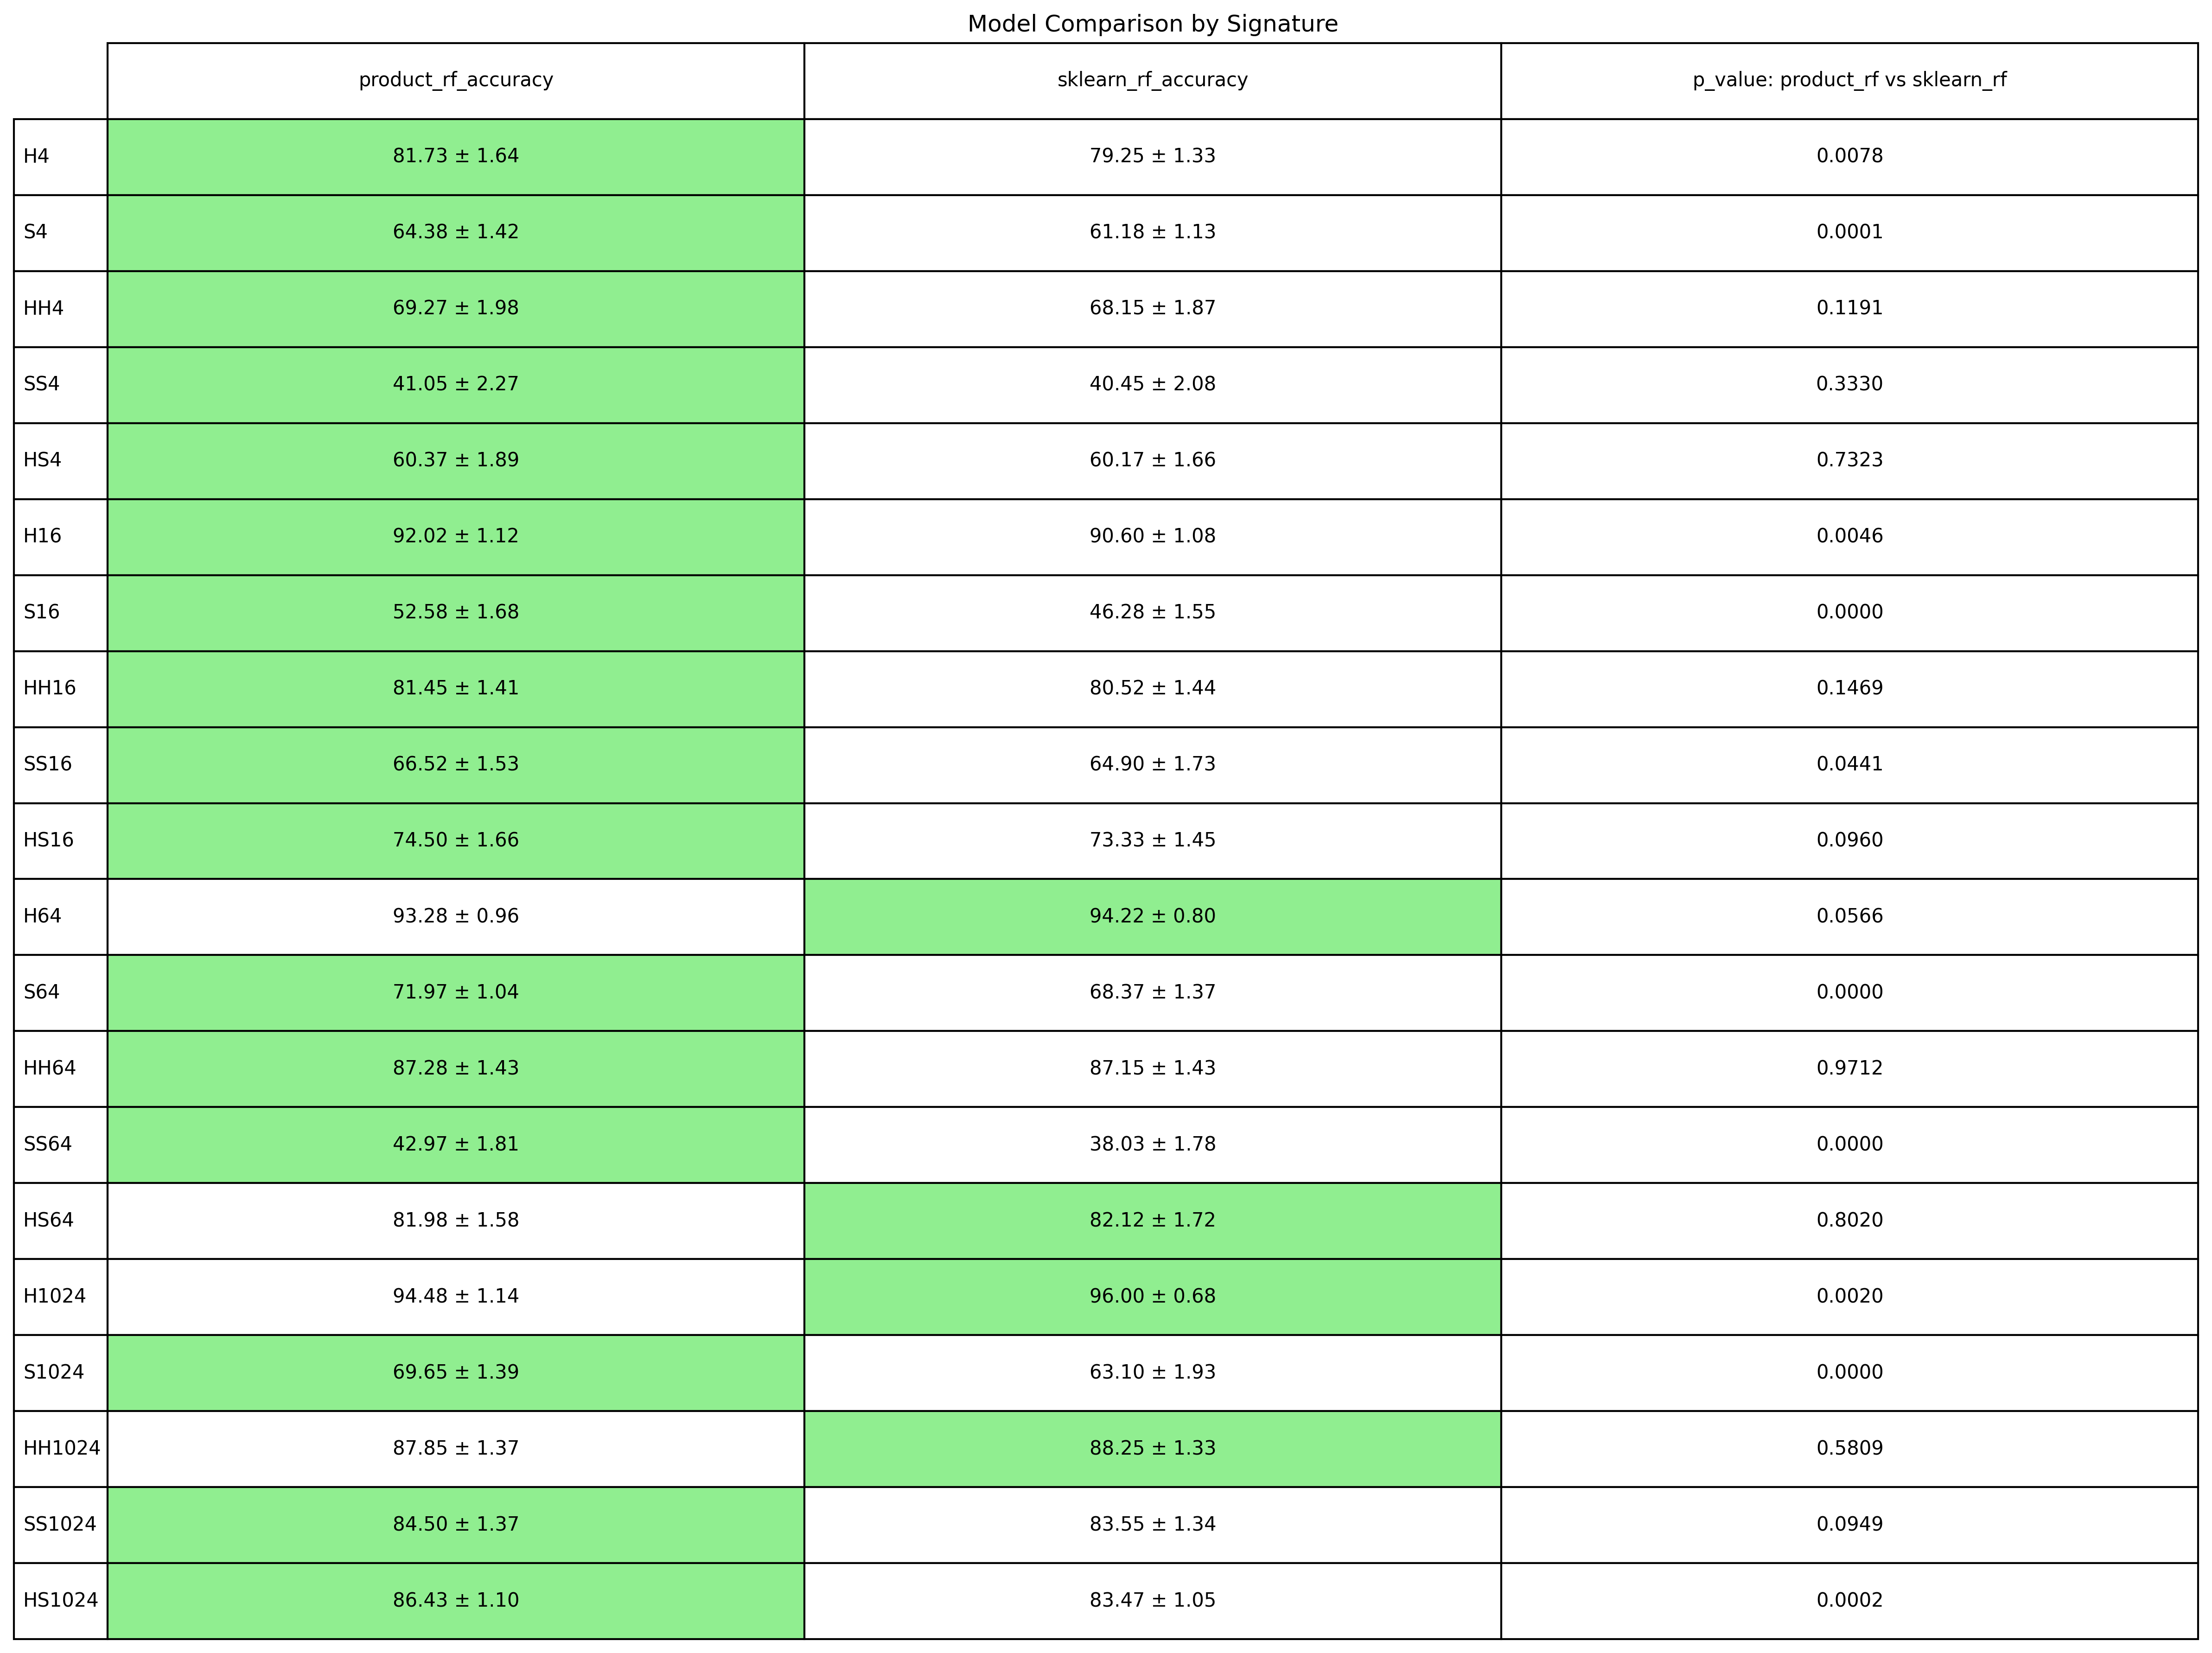 Model Comparison by Signature
product_rf_accuracy sklearn_rf_accuracy p_value: product_rf vs sklearn_rf
H4 81.73 ± 1.64 79.25 ± 1.33 0.0078
S4 64.38 ± 1.42 61.18 ± 1.13 0.0001
HH4 69.27 ± 1.98 68.15 ± 1.87 0.1191
SS4 41.05 ± 2.27 40.45 ± 2.08 0.3330
HS4 60.37 ± 1.89 60.17 ± 1.66 0.7323
H16 92.02 ± 1.12 90.60 ± 1.08 0.0046
S16 52.58 ± 1.68 46.28 ± 1.55 0.0000
HH16 81.45 ± 1.41 80.52 ± 1.44 0.1469
SS16 66.52 ± 1.53 64.90 ± 1.73 0.0441
HS16 74.50 ± 1.66 73.33 ± 1.45 0.0960
H64 93.28 ± 0.96 94.22 ± 0.80 0.0566
S64 71.97 ± 1.04 68.37 ± 1.37 0.0000
HH64 87.28 ± 1.43 87.15 ± 1.43 0.9712
SS64 42.97 ± 1.81 38.03 ± 1.78 0.0000
HS64 81.98 ± 1.58 82.12 ± 1.72 0.8020
H1024 94.48 ± 1.14 96.00 ± 0.68 0.0020
S1024 69.65 ± 1.39 63.10 ± 1.93 0.0000
HH1024 87.85 ± 1.37 88.25 ± 1.33 0.5809
SS1024 84.50 ± 1.37 83.55 ± 1.34 0.0949
HS1024 86.43 ± 1.10 83.47 ± 1.05 0.0002